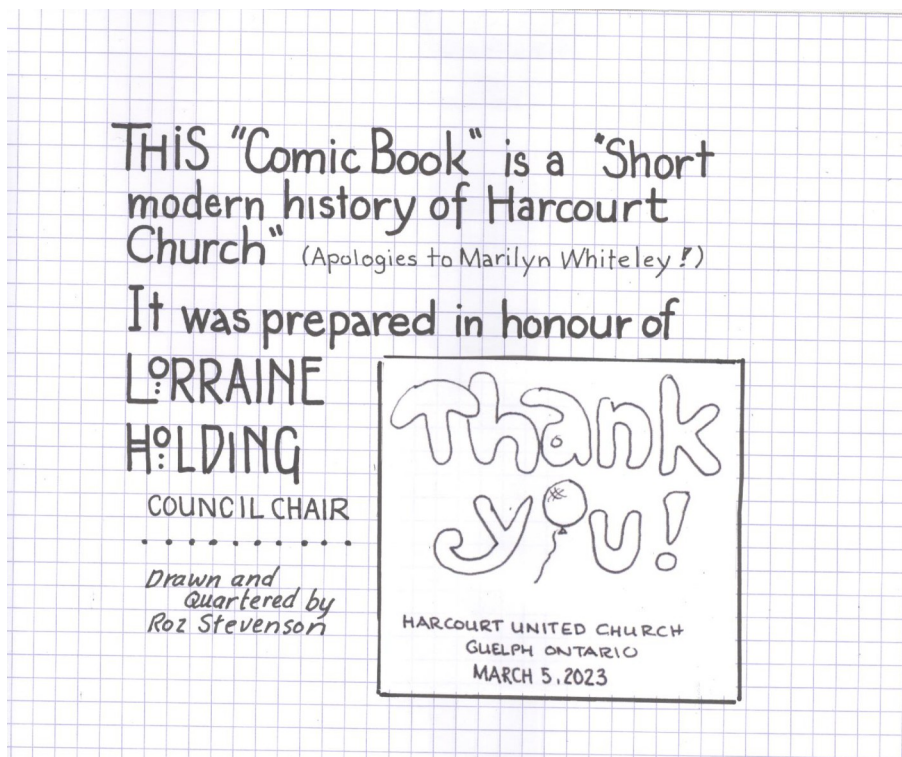 THIS "Comic Book" is a "Short
modern history of Harcourt
Church" (Apologies to Marilyn Whiteley!)
It was prepared in honour of
LORRAINE
HOLDING
COUNCIL CHAIR
Drawn and
Quartered by
Roz Stevenson
Thank
you!
HARCOURT UNITED CHURCH
GUELPH ONTARIO
MARCH 5, 2023